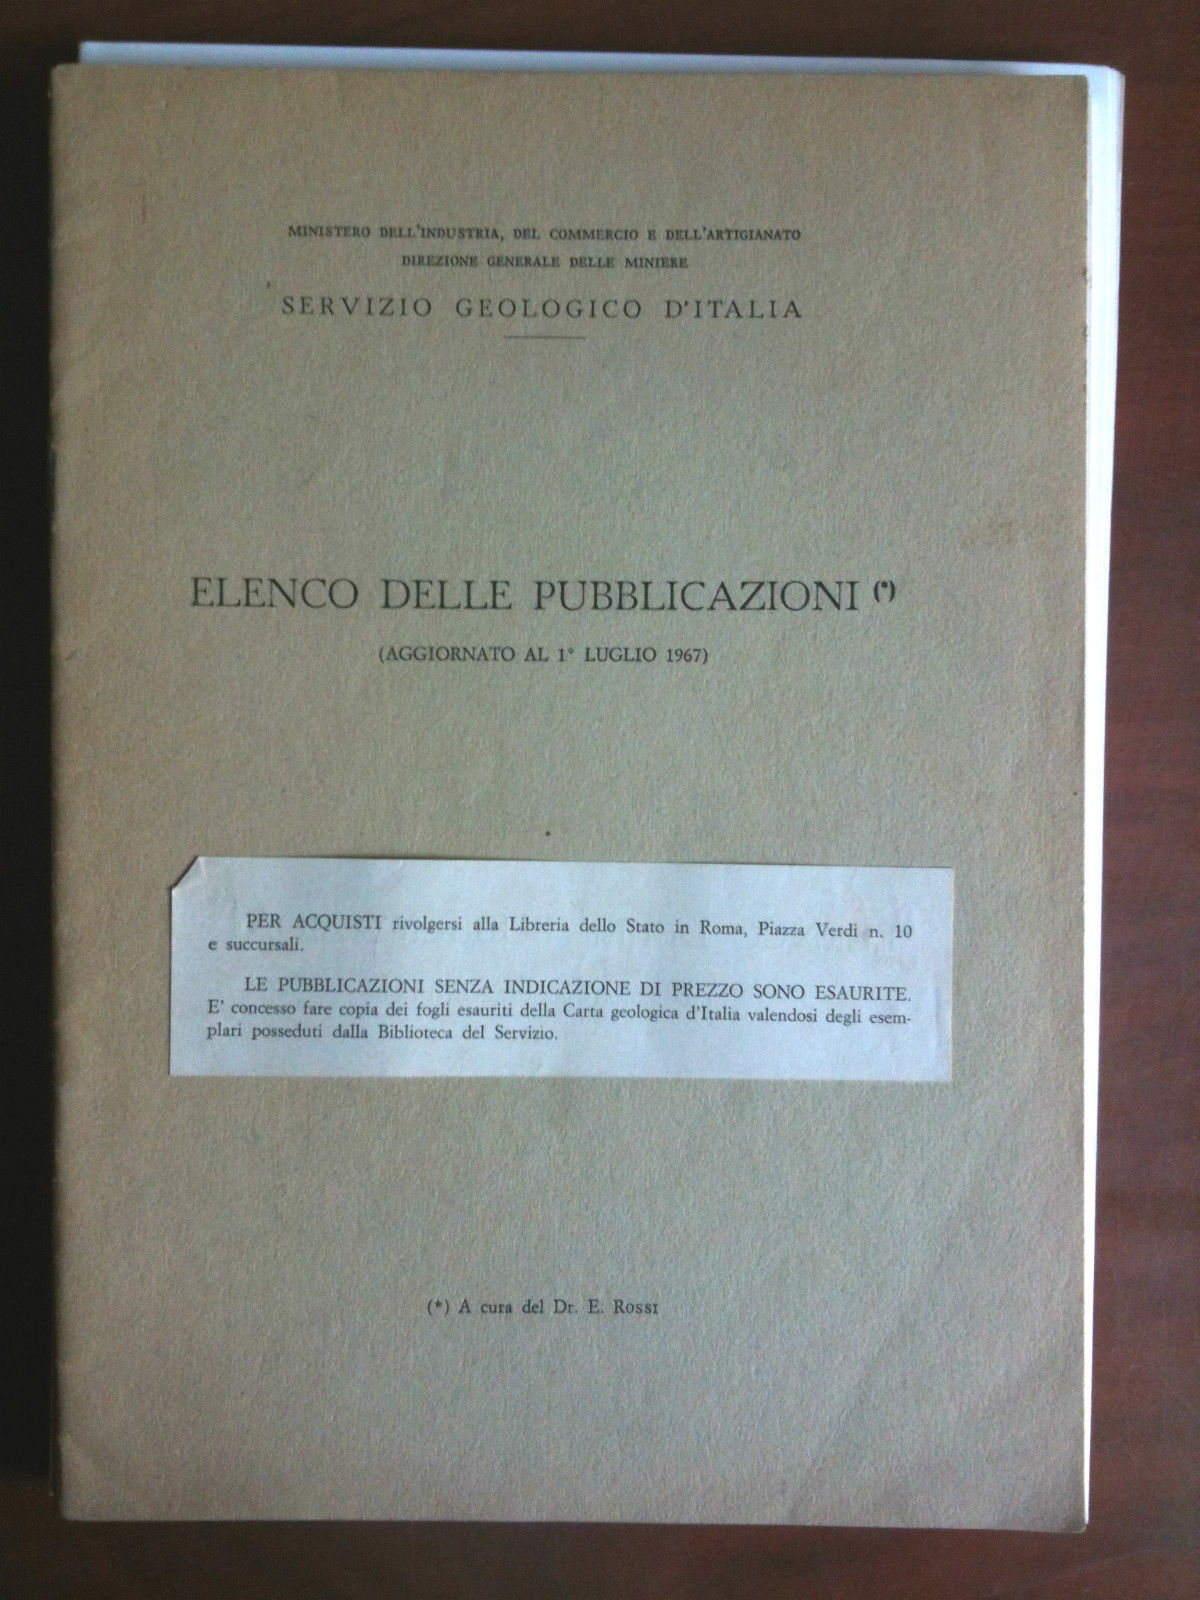 MINISTERO DELL'INDUSTRIA, DEL COMMERCIO E DELL'ARTIGIANATO
DIREZIONE GENERALE DELLE MINIERE
SERVIZIO GEOLOGICO D'ITALIA
ELENCO DELLE PUBBLICAZIONI (*)
(AGGIORNATO AL 1° LUGLIO 1967)
PER ACQUISTI rivolgersi alla Libreria dello Stato in Roma, Piazza Verdi n. 10
e succursali.
LE PUBBLICAZIONI SENZA INDICAZIONE DI PREZZO SONO ESAURITE.
E' concesso fare copia dei fogli esauriti della Carta geologica d'Italia valendosi degli esem-
plari posseduti dalla Biblioteca del Servizio.
(*) A cura del Dr. E. ROSSI